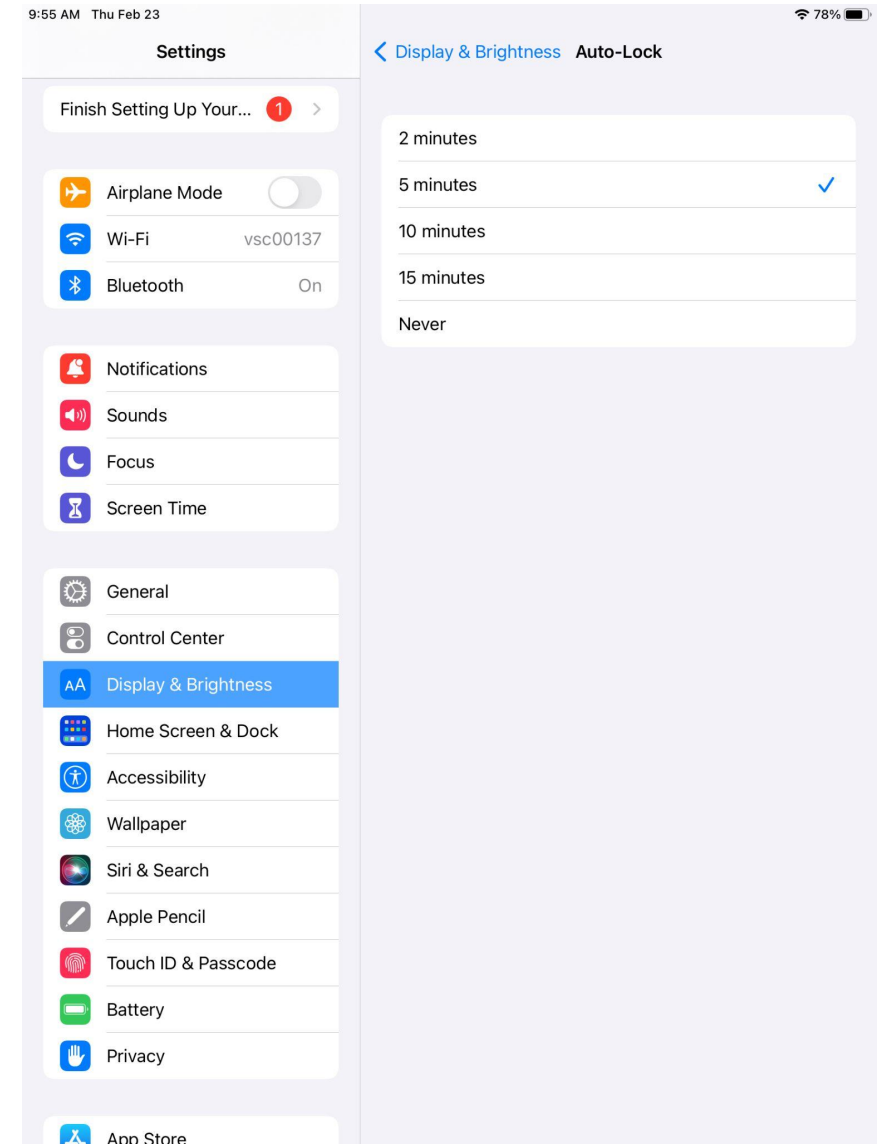 9:55 AM Thu Feb 23
78%
Settings
Finish Setting Up Your... 1
Airplane Mode
Wi-Fi vsc00137
Bluetooth On
Notifications
Sounds
Focus
Screen Time
General
Control Center
AA Display & Brightness
Home Screen & Dock
Accessibility
Wallpaper
Siri & Search
Apple Pencil
Touch ID & Passcode
Battery
Privacy
App Store
Display & Brightness Auto-Lock
2 minutes
5 minutes
10 minutes
15 minutes
Never